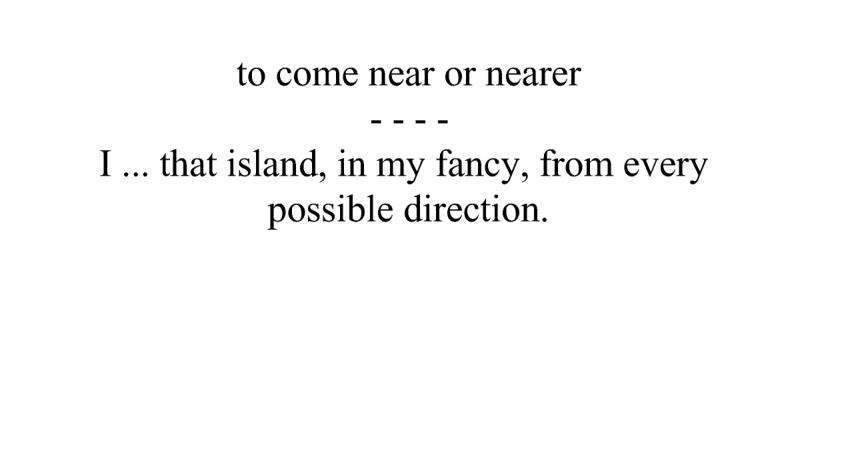 to come near or nearer
- - - -
I ... that island, in my fancy, from every
possible direction.